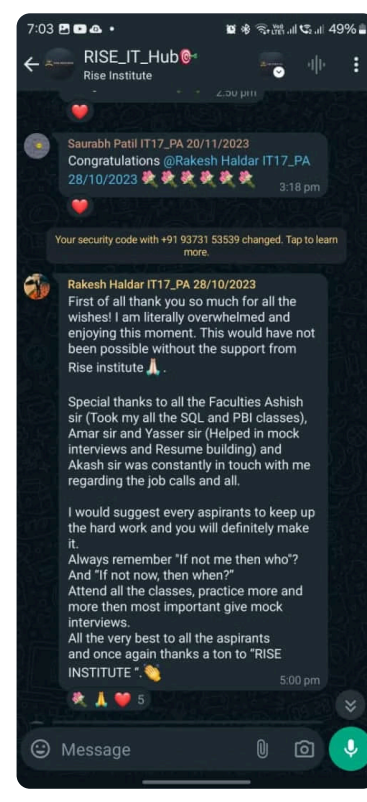 7:03
49%
RISE_IT_Hub
Rise Institute
2:50 pm
Saurabh Patil IT17_PA 20/11/2023
Congratulations @Rakesh Haldar IT17_PA
28/10/2023
3:18 pm
Your security code with +91 93731 53539 changed. Tap to learn
more.
Rakesh Haldar IT17_PA 28/10/2023
First of all thank you so much for all the
wishes! I am literally overwhelmed and
enjoying this moment. This would have not
been possible without the support from
Rise institute .
Special thanks to all the Faculties Ashish
sir (Took my all the SQL and PBI classes),
Amar sir and Yasser sir (Helped in mock
interviews and Resume building) and
Akash sir was constantly in touch with me
regarding the job calls and all.
I would suggest every aspirants to keep up
the hard work and you will definitely make
it.
Always remember "If not me then who"?
And "If not now, then when?"
Attend all the classes, practice more and
more then most important give mock
interviews.
All the very best to all the aspirants
and once again thanks a ton to "RISE
INSTITUTE ".
5:00 pm
5
Message